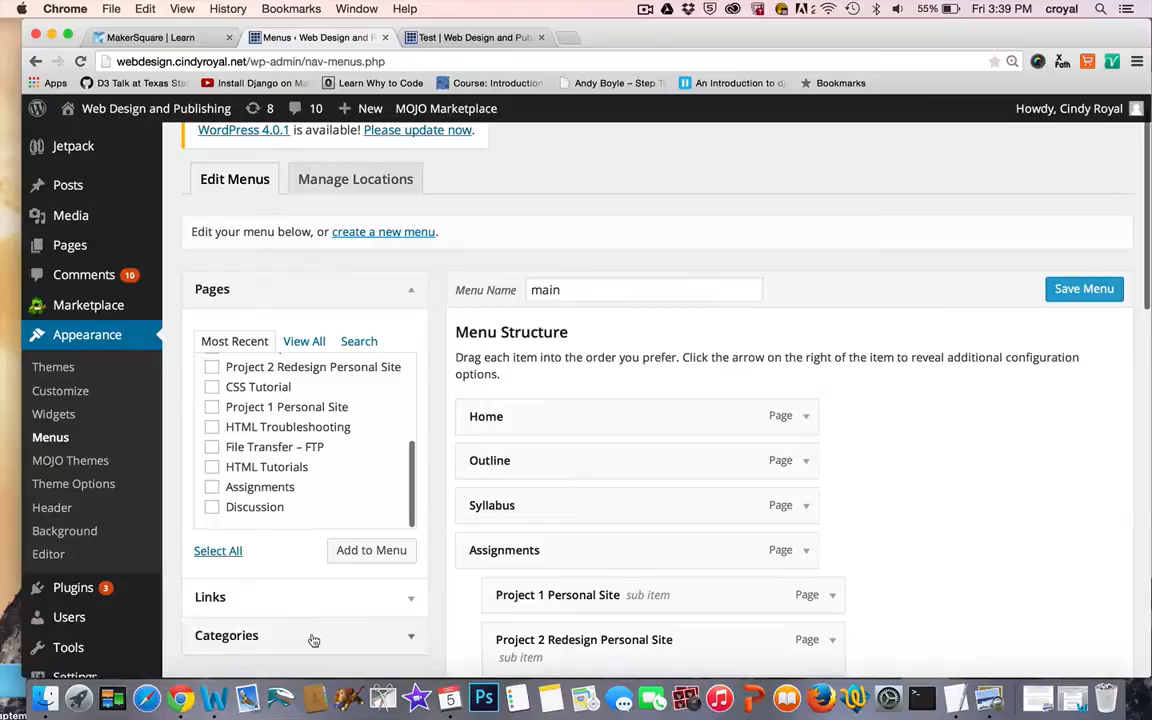 Chrome File Edit View History Bookmarks Window Help 55% Fri 3:39 PM croyal
MakerSquare | Learn Menus ‹ Web Design and P Test | Web Design and Pub
webdesign.cindyroyal.net/wp-admin/nav-menus.php
Apps D3 Talk at Texas Stat Install Django on Ma Learn Why to Code Course: Introduction Andy Boyle – Step T An Introduction to d Bookmarks
Web Design and Publishing 8 10 New MOJO Marketplace Howdy, Cindy Royal
WordPress 4.0.1 is available! Please update now.
Jetpack
Edit Menus Manage Locations
Posts
Media
Edit your menu below, or create a new menu.
Pages
Comments 10
Pages
Menu Name main Save Menu
Marketplace
Appearance
Menu Structure
Most Recent View All Search
Drag each item into the order you prefer. Click the arrow on the right of the item to reveal additional configuration
options.
Themes
Project 2 Redesign Personal Site
Customize
CSS Tutorial
Widgets
Project 1 Personal Site
Home Page
Menus
HTML Troubleshooting
MOJO Themes
File Transfer – FTP
Outline Page
Theme Options
HTML Tutorials
Header
Assignments
Syllabus Page
Background
Discussion
Editor
Select All Add to Menu
Assignments Page
Plugins 3
Links
Project 1 Personal Site sub item Page
Users
Categories
Project 2 Redesign Personal Site Page
sub item
Tools
Settings